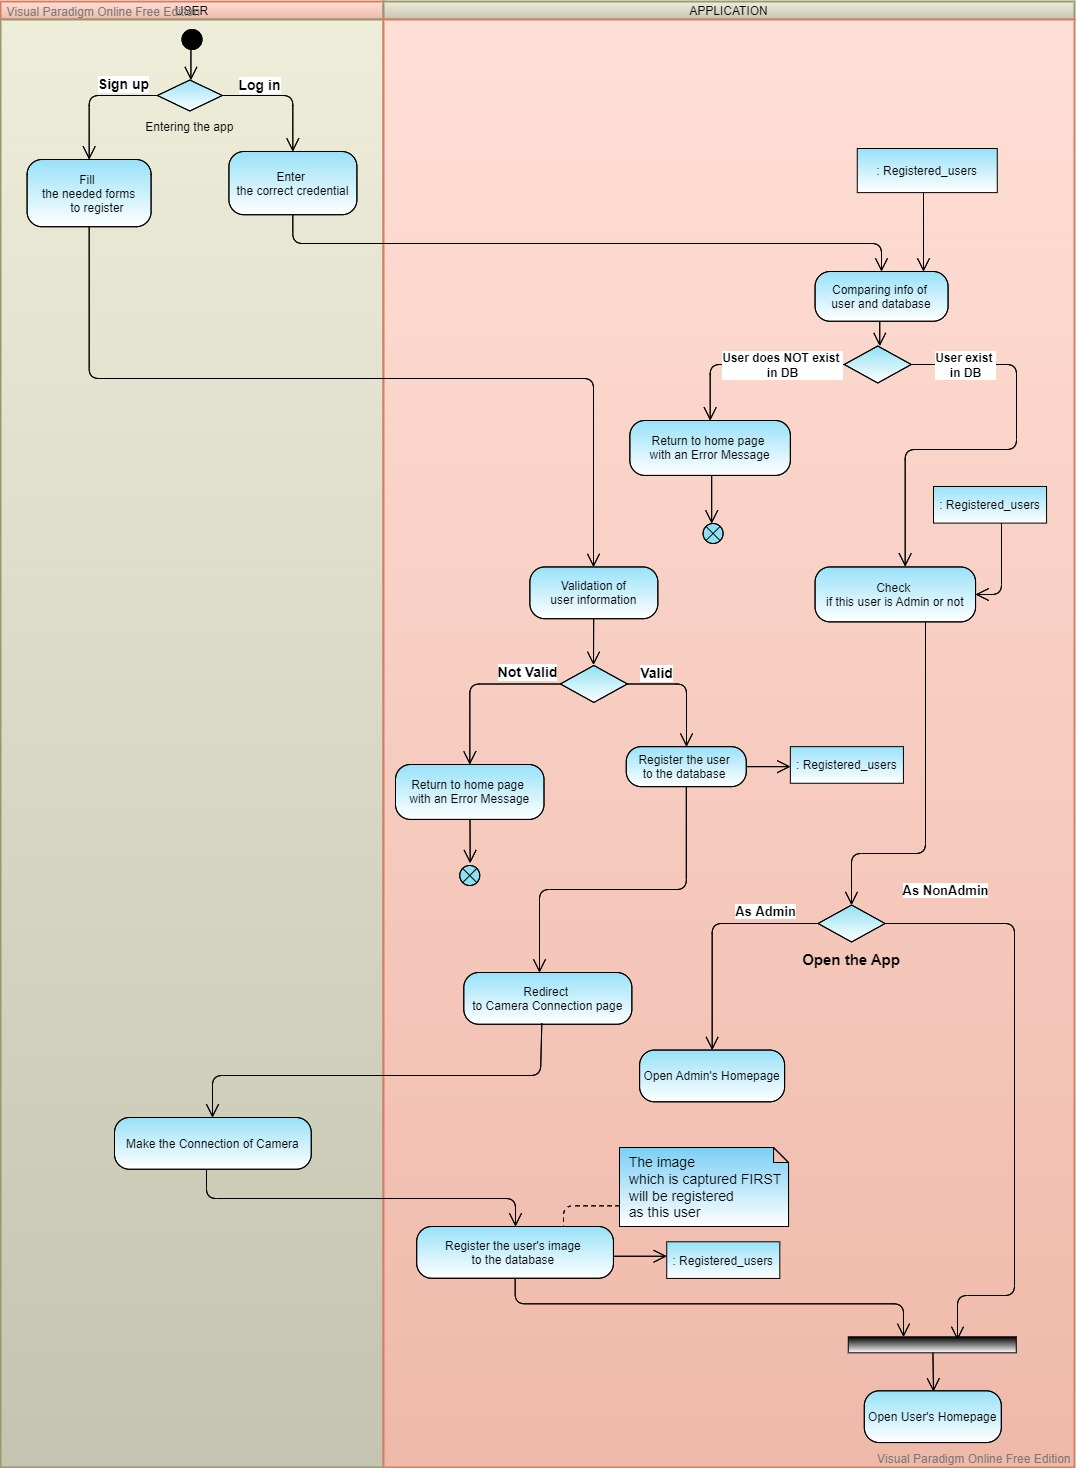 Visual Paradigm Online Free Edition
USER
APPLICATION
Sign up
Log in
Entering the app
Fill
the needed forms
to register
Enter
the correct credential
: Registered_users
Comparing info of
user and database
User does NOT exist
in DB
User exist
in DB
Return to home page
with an Error Message
: Registered_users
Validation of
user information
Check
if this user is Admin or not
Not Valid
Valid
Register the user
to the database
: Registered_users
Return to home page
with an Error Message
As Admin
As NonAdmin
Open the App
Redirect
to Camera Connection page
Open Admin's Homepage
Make the Connection of Camera
The image
which is captured FIRST
will be registered
as this user
Register the user's image
to the database
: Registered_users
Open User's Homepage
Visual Paradigm Online Free Edition